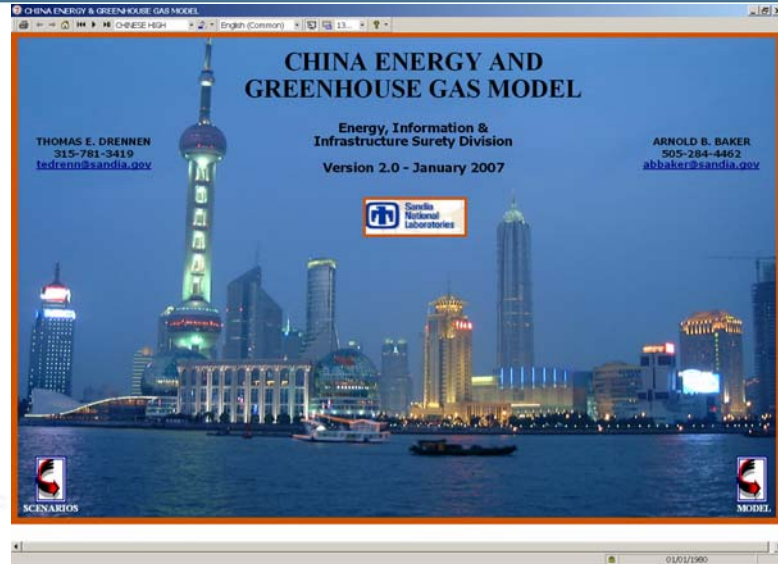 CHINA ENERGY & GREENHOUSE GAS MODEL
CHINESE HIGH
English (Common)
13...
CHINA ENERGY AND
GREENHOUSE GAS MODEL
Energy, Information &
Infrastructure Surety Division
Version 2.0 - January 2007
THOMAS E. DRENNEN
315-781-3419
tedrenn@sandia.gov
ARNOLD B. BAKER
505-284-4462
abbaker@sandia.gov
Sandia
National
Laboratories
SCENARIOS
MODEL
01/01/1980